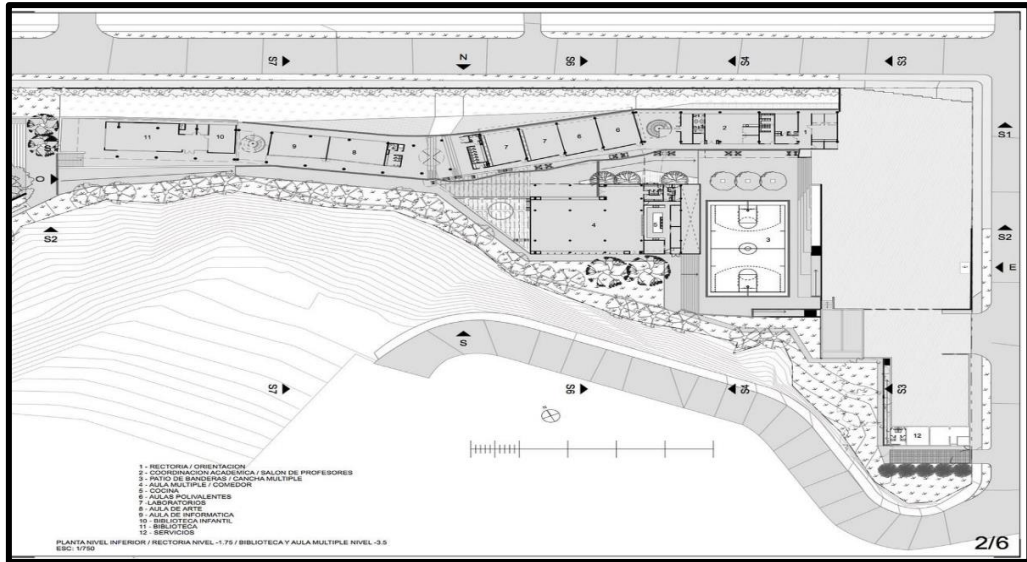 S7 N S6 S4 S3
S1
11 10 9 8 7 7 6 6 2 1
S1
O
S2
4 5 3
S2
E
S
S7 S6 S4 S3
12
1 - RECTORIA / ORIENTACION
2 - COORDINACION ACADEMICA / SALON DE PROFESORES
3 - PATIO DE BANDERAS / CANCHA MULTIPLE
4 - AULA MULTIPLE / COMEDOR
5 - COCINA
6 - AULAS POLIVALENTES
7 -LABORATORIOS
8 - AULA DE ARTE
9 - AULA DE INFORMATICA
10 - BIBLIOTECA INFANTIL
11 - BIBLIOTECA
12 - SERVICIOS
PLANTA NIVEL INFERIOR / RECTORIA NIVEL -1.75 / BIBLIOTECA Y AULA MULTIPLE NIVEL -3.5
ESC: 1/750
2/6